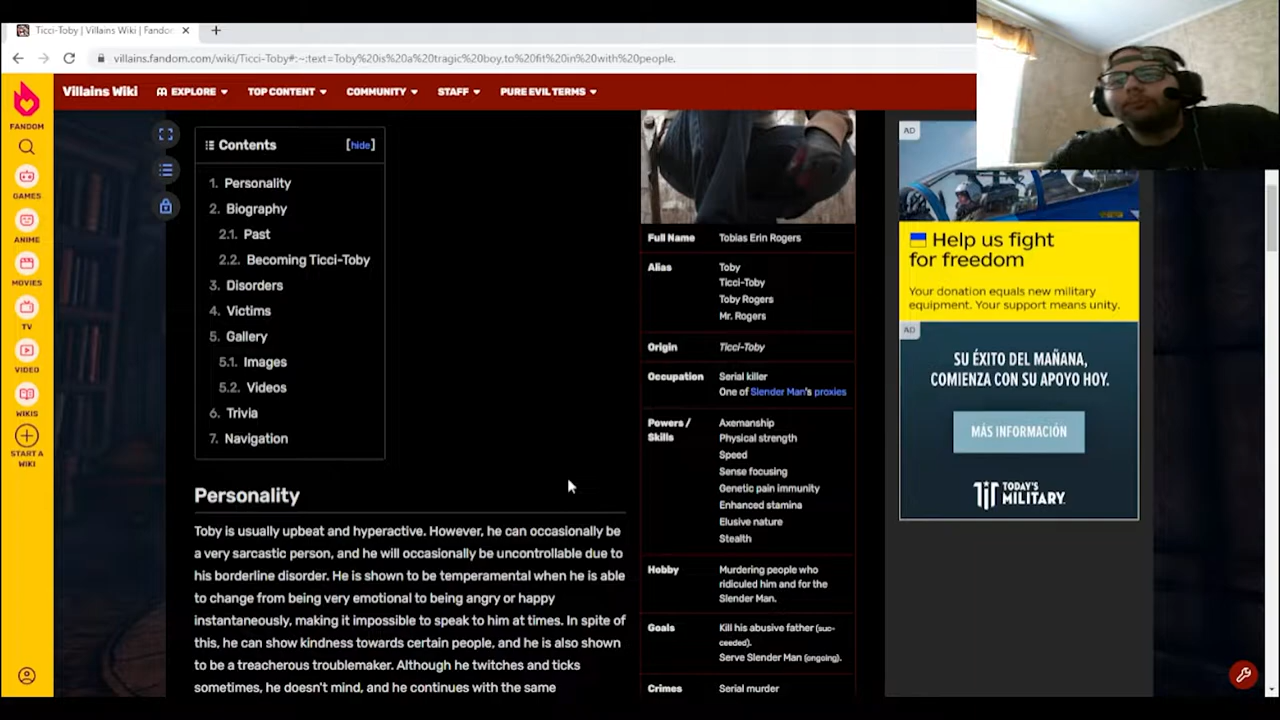 Ticci-Toby | Villains Wiki | Fandom
villains.fandom.com/wiki/Ticci-Toby#:~:text=Toby%20is%20a%20tragic%20boy,to%20fit%20in%20with%20people.
FANDOM
GAMES
ANIME
MOVIES
TV
VIDEO
WIKIS
START A
WIKI
Villains Wiki
EXPLORE
TOP CONTENT
COMMUNITY
STAFF
PURE EVIL TERMS
Contents [hide]
1. Personality
2. Biography
2.1. Past
2.2. Becoming Ticci-Toby
3. Disorders
4. Victims
5. Gallery
5.1. Images
5.2. Videos
6. Trivia
7. Navigation
Personality
Toby is usually upbeat and hyperactive. However, he can occasionally be
a very sarcastic person, and he will occasionally be uncontrollable due to
his borderline disorder. He is shown to be temperamental when he is able
to change from being very emotional to being angry or happy
instantaneously, making it impossible to speak to him at times. In spite of
this, he can show kindness towards certain people, and he is also shown
to be a treacherous troublemaker. Although he twitches and ticks
sometimes, he doesn't mind, and he continues with the same
Full Name Tobias Erin Rogers
Alias Toby
Ticci-Toby
Toby Rogers
Mr. Rogers
Origin Ticci-Toby
Occupation Serial killer
One of Slender Man's proxies
Powers / Skills Axemanship
Physical strength
Speed
Sense focusing
Genetic pain immunity
Enhanced stamina
Elusive nature
Stealth
Hobby Murdering people who
ridiculed him and for the
Slender Man.
Goals Kill his abusive father (suc-
ceeded).
Serve Slender Man (ongoing).
Crimes Serial murder
AD
Help us fight
for freedom
Your donation equals new military
equipment. Your support means unity.
AD
SU ÉXITO DEL MAÑANA,
COMIENZA CON SU APOYO HOY.
MÁS INFORMACIÓN
TODAY'S
MILITARY